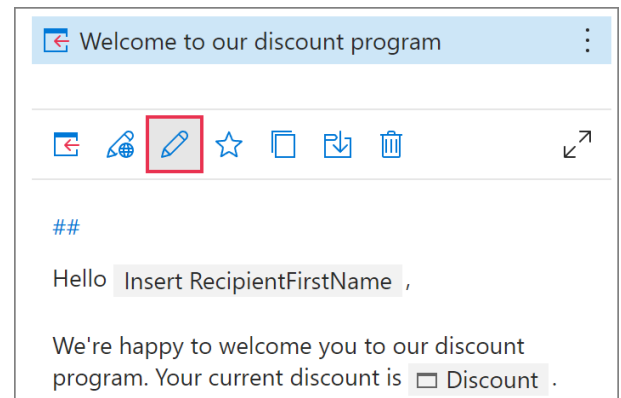 Welcome to our discount program
##
Hello Insert RecipientFirstName ,
We're happy to welcome you to our discount
program. Your current discount is Discount .